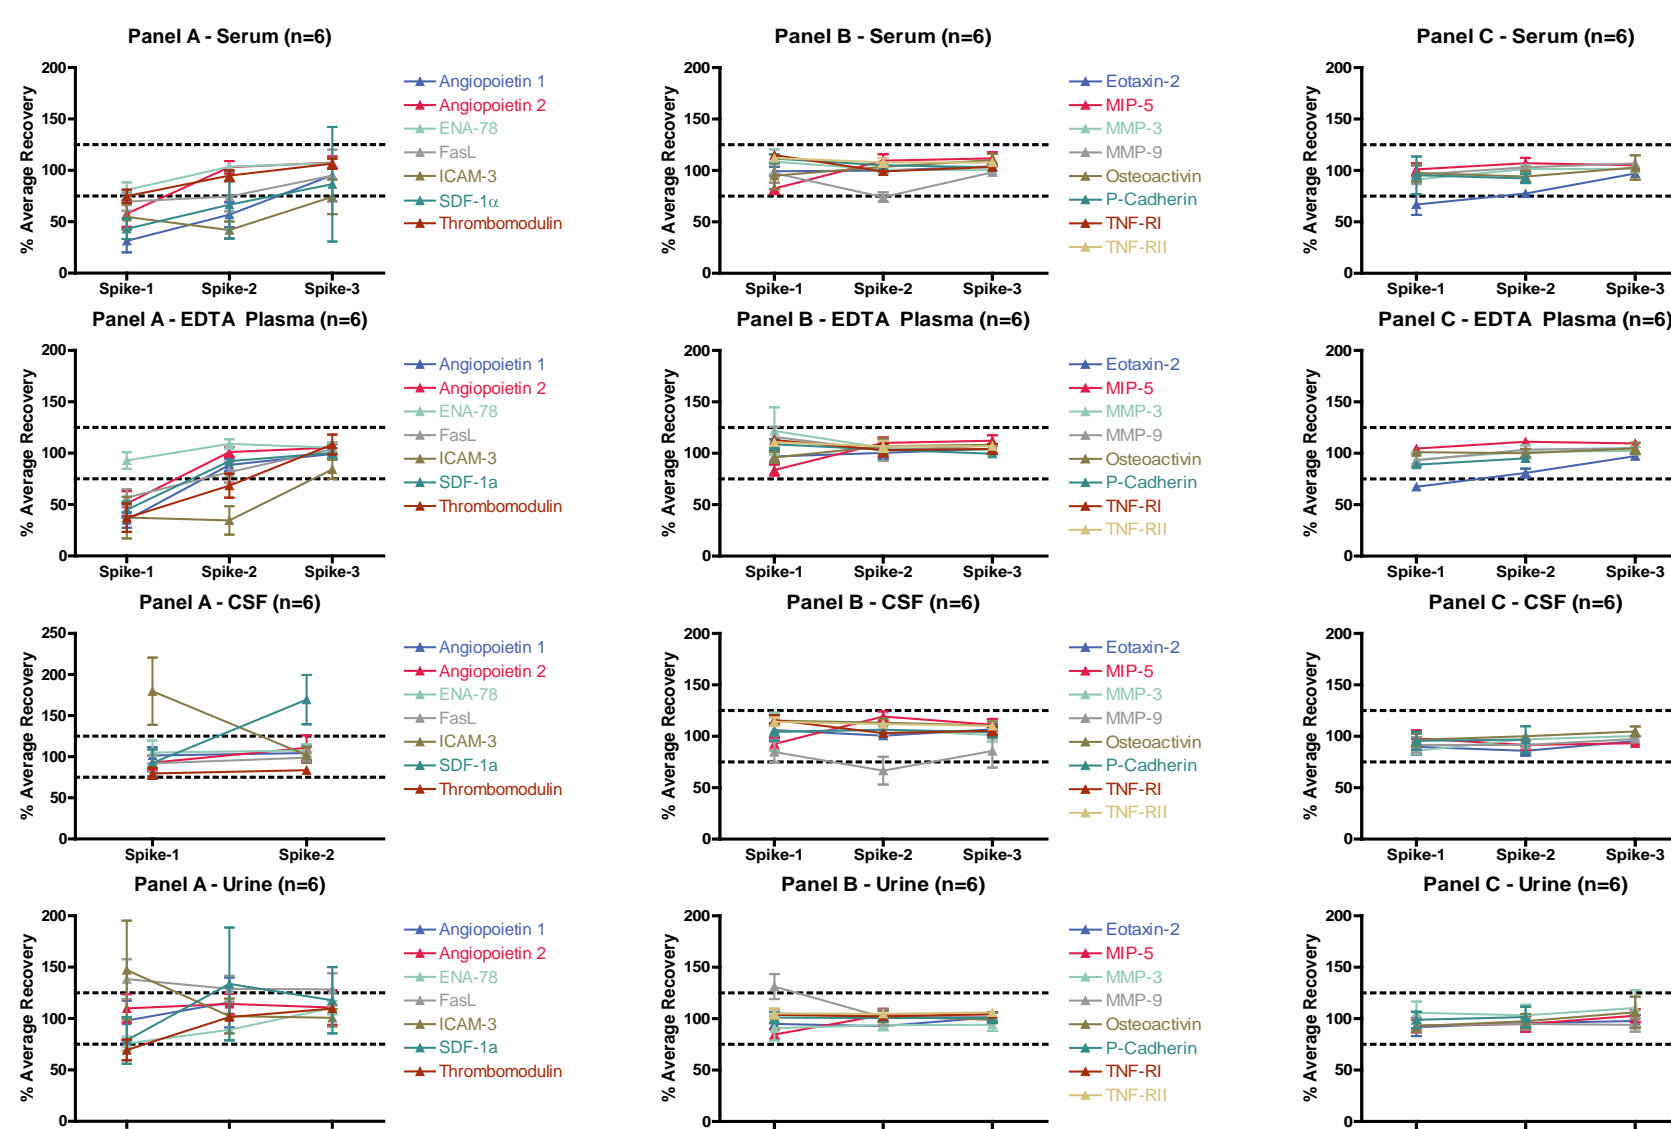 Panel A - Serum (n=6)
% Average Recovery
200
150
100
50
0
Spike-1 Spike-2 Spike-3
Angiopoietin 1
Angiopoietin 2
ENA-78
FasL
ICAM-3
SDF-1α
Thrombomodulin
Panel B - Serum (n=6)
% Average Recovery
200
150
100
50
0
Spike-1 Spike-2 Spike-3
Eotaxin-2
MIP-5
MMP-3
MMP-9
Osteoactivin
P-Cadherin
TNF-RI
TNF-RII
Panel C - Serum (n=6)
% Average Recovery
200
150
100
50
0
Spike-1 Spike-2 Spike-3
Panel A - EDTA Plasma (n=6)
% Average Recovery
200
150
100
50
0
Spike-1 Spike-2 Spike-3
Angiopoietin 1
Angiopoietin 2
ENA-78
FasL
ICAM-3
SDF-1a
Thrombomodulin
Panel B - EDTA Plasma (n=6)
% Average Recovery
200
150
100
50
0
Spike-1 Spike-2 Spike-3
Eotaxin-2
MIP-5
MMP-3
MMP-9
Osteoactivin
P-Cadherin
TNF-RI
TNF-RII
Panel C - EDTA Plasma (n=6)
% Average Recovery
200
150
100
50
0
Spike-1 Spike-2 Spike-3
Panel A - CSF (n=6)
% Average Recovery
250
200
150
100
50
0
Spike-1 Spike-2
Angiopoietin 1
Angiopoietin 2
ENA-78
FasL
ICAM-3
SDF-1a
Thrombomodulin
Panel B - CSF (n=6)
% Average Recovery
200
150
100
50
0
Spike-1 Spike-2 Spike-3
Eotaxin-2
MIP-5
MMP-3
MMP-9
Osteoactivin
P-Cadherin
TNF-RI
TNF-RII
Panel C - CSF (n=6)
% Average Recovery
200
150
100
50
0
Spike-1 Spike-2 Spike-3
Panel A - Urine (n=6)
% Average Recovery
200
150
100
50
0
Angiopoietin 1
Angiopoietin 2
ENA-78
FasL
ICAM-3
SDF-1a
Thrombomodulin
Panel B - Urine (n=6)
% Average Recovery
200
150
100
50
0
Eotaxin-2
MIP-5
MMP-3
MMP-9
Osteoactivin
P-Cadherin
TNF-RI
TNF-RII
Panel C - Urine (n=6)
% Average Recovery
200
150
100
50
0